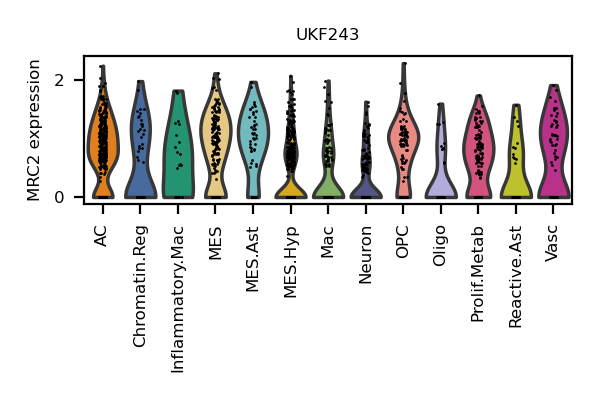 UKF243
MRC2 expression
2
0
AC
Chromatin.Reg
Inflammatory.Mac
MES
MES.Ast
MES.Hyp
Mac
Neuron
OPC
Oligo
Prolif.Metab
Reactive.Ast
Vasc